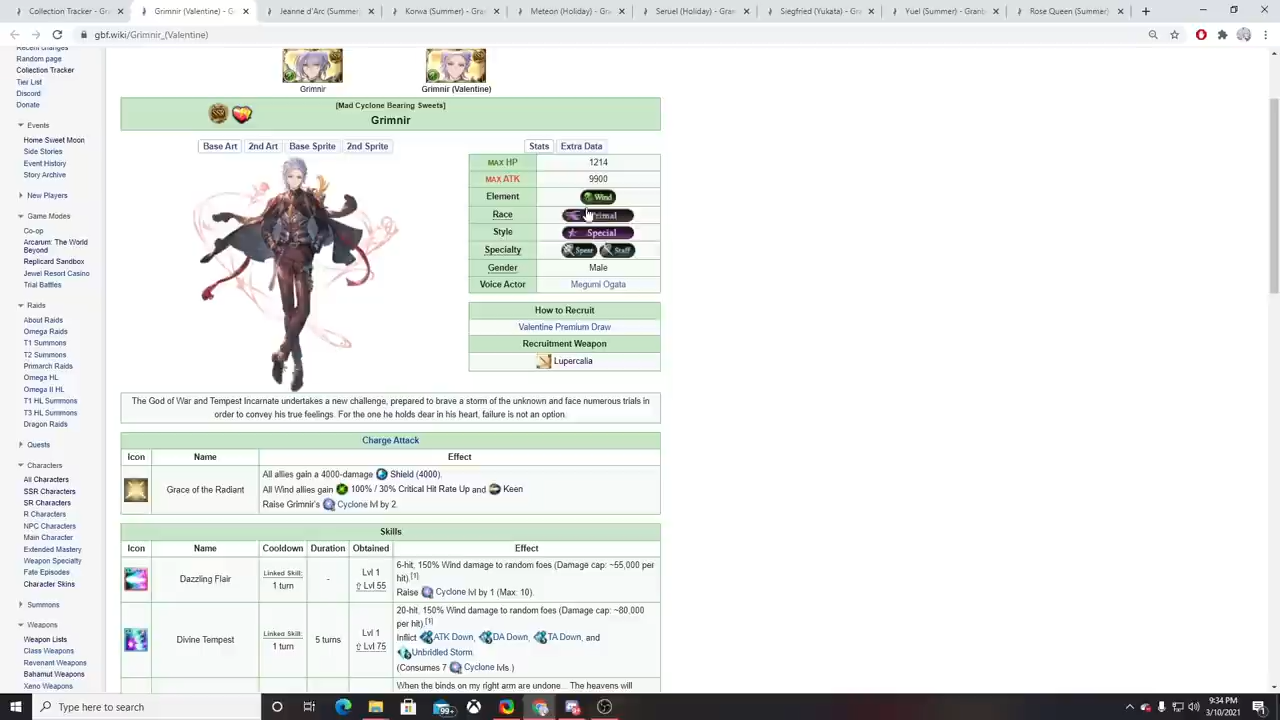 Collection Tracker - G
Grimnir (Valentine) - Gra
Jeanne d'Arc (Summer)
Korwa (Summer) - Granb
Meteon (Holiday) - Gran
Seruel (Holiday) - Gran
Siegfried (Yukata) - Gra
Yuel (Summer) - Granb
Rose Queen (Summer)
gbf.wiki/Grimnir_(Valentine)
Recent changes
Random page
Collection Tracker
Tier List
Discord
Donate
Events
Home Sweet Moon
Side Stories
Event History
Story Archive
New Players
Game Modes
Co-op
Arcarum: The World
Beyond
Replicard Sandbox
Jewel Resort Casino
Trial Battles
Raids
About Raids
Omega Raids
T1 Summons
T2 Summons
Primarch Raids
Omega HL
Omega II HL
T1 HL Summons
T3 HL Summons
Dragon Raids
Quests
Characters
All Characters
SSR Characters
SR Characters
R Characters
NPC Characters
Main Character
Extended Mastery
Weapon Specialty
Fate Episodes
Character Skins
Summons
Weapons
Weapon Lists
Class Weapons
Revenant Weapons
Bahamut Weapons
Xeno Weapons
Grimnir Grimnir (Valentine)
[Mad Cyclone Bearing Sweets]
Grimnir
Base Art 2nd Art Base Sprite 2nd Sprite
Stats Extra Data
MAX HP 1214
MAX ATK 9900
Element Wind
Race Primal
Style Special
Specialty Spear Staff
Gender Male
Voice Actor Megumi Ogata
How to Recruit
Valentine Premium Draw
Recruitment Weapon
Lupercalia
The God of War and Tempest Incarnate undertakes a new challenge, prepared to brave a storm of the unknown and face numerous trials in
order to convey his true feelings. For the one he holds dear in his heart, failure is not an option.
Charge Attack
Icon Name Effect
Grace of the Radiant
All allies gain a 4000-damage Shield (4000).
All Wind allies gain 100% / 30% Critical Hit Rate Up and Keen
Raise Grimnir's Cyclone lvl by 2.
Skills
Icon Name Cooldown Duration Obtained Effect
Dazzling Flair
Linked Skill:
1 turn
-
Lvl 1
⇧Lvl 55
6-hit, 150% Wind damage to random foes (Damage cap: ~55,000 per
hit).[1]
Raise Cyclone lvl by 1 (Max: 10).
Divine Tempest
Linked Skill:
1 turn
5 turns
Lvl 1
⇧Lvl 75
20-hit, 150% Wind damage to random foes (Damage cap: ~80,000
per hit).[1]
Inflict ATK Down, DA Down, TA Down, and
Unbridled Storm.
(Consumes 7 Cyclone lvls.)
When the binds on my right arm are undone... The heavens will
Type here to search
99+
9:34 PM
3/10/2021